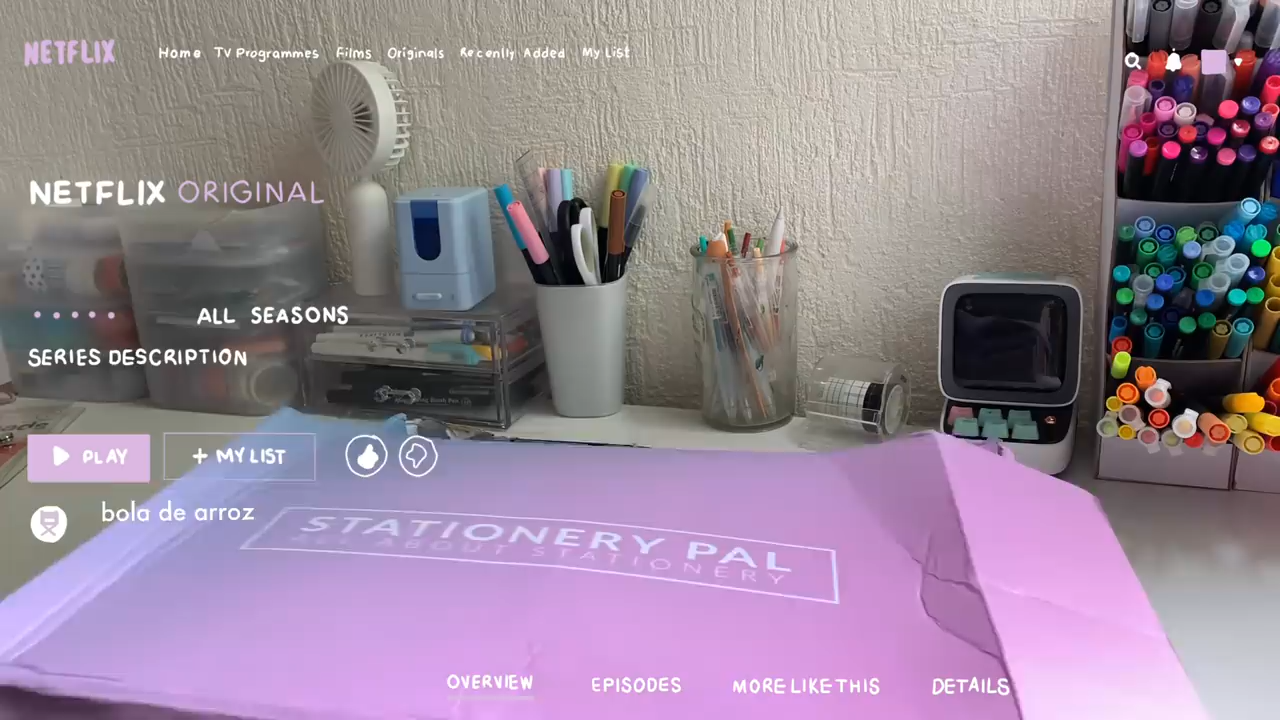 NETFLIX Home TV Programmes Films Originals Recently Added My List
NETFLIX ORIGINAL
ALL SEASONS
SERIES DESCRIPTION
PLAY + MY LIST
bola de arroz
STATIONERY PAL
ALL ABOUT STATIONERY
OVERVIEW EPISODES MORE LIKE THIS DETAILS